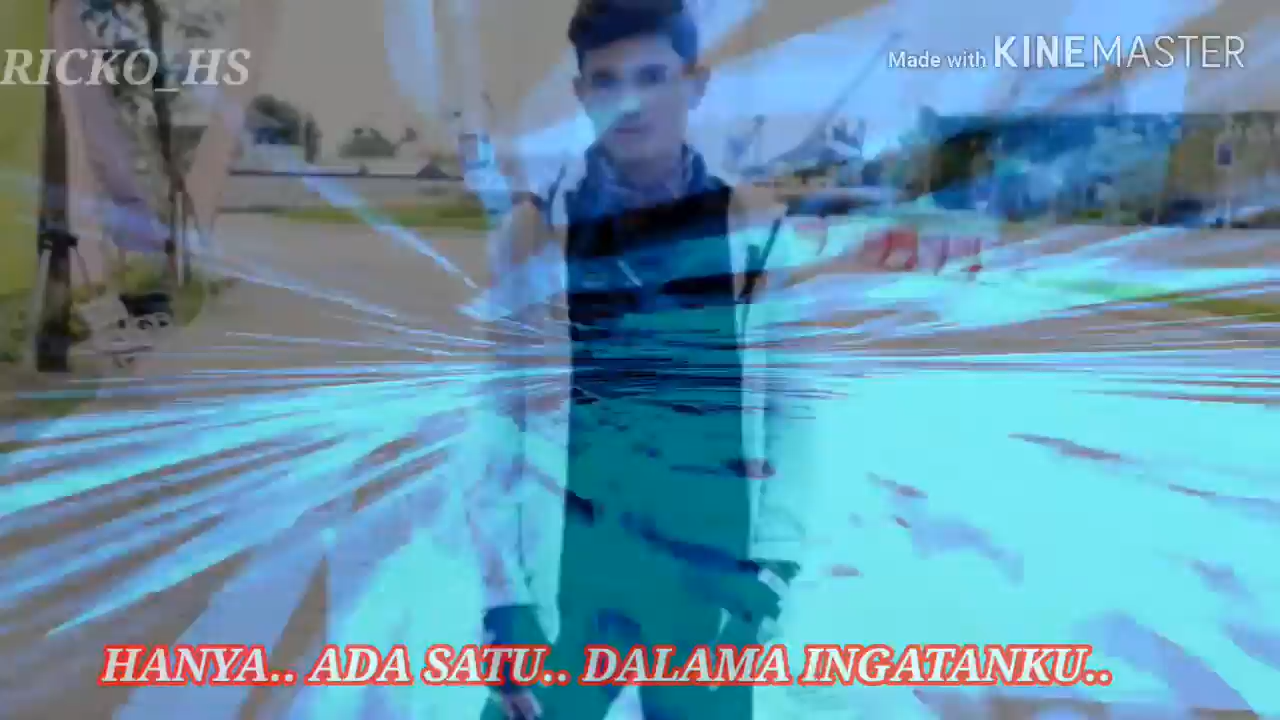 RICKO_HS
Made with KINEMASTER
HANYA.. ADA SATU.. DALAMA INGATANKU..